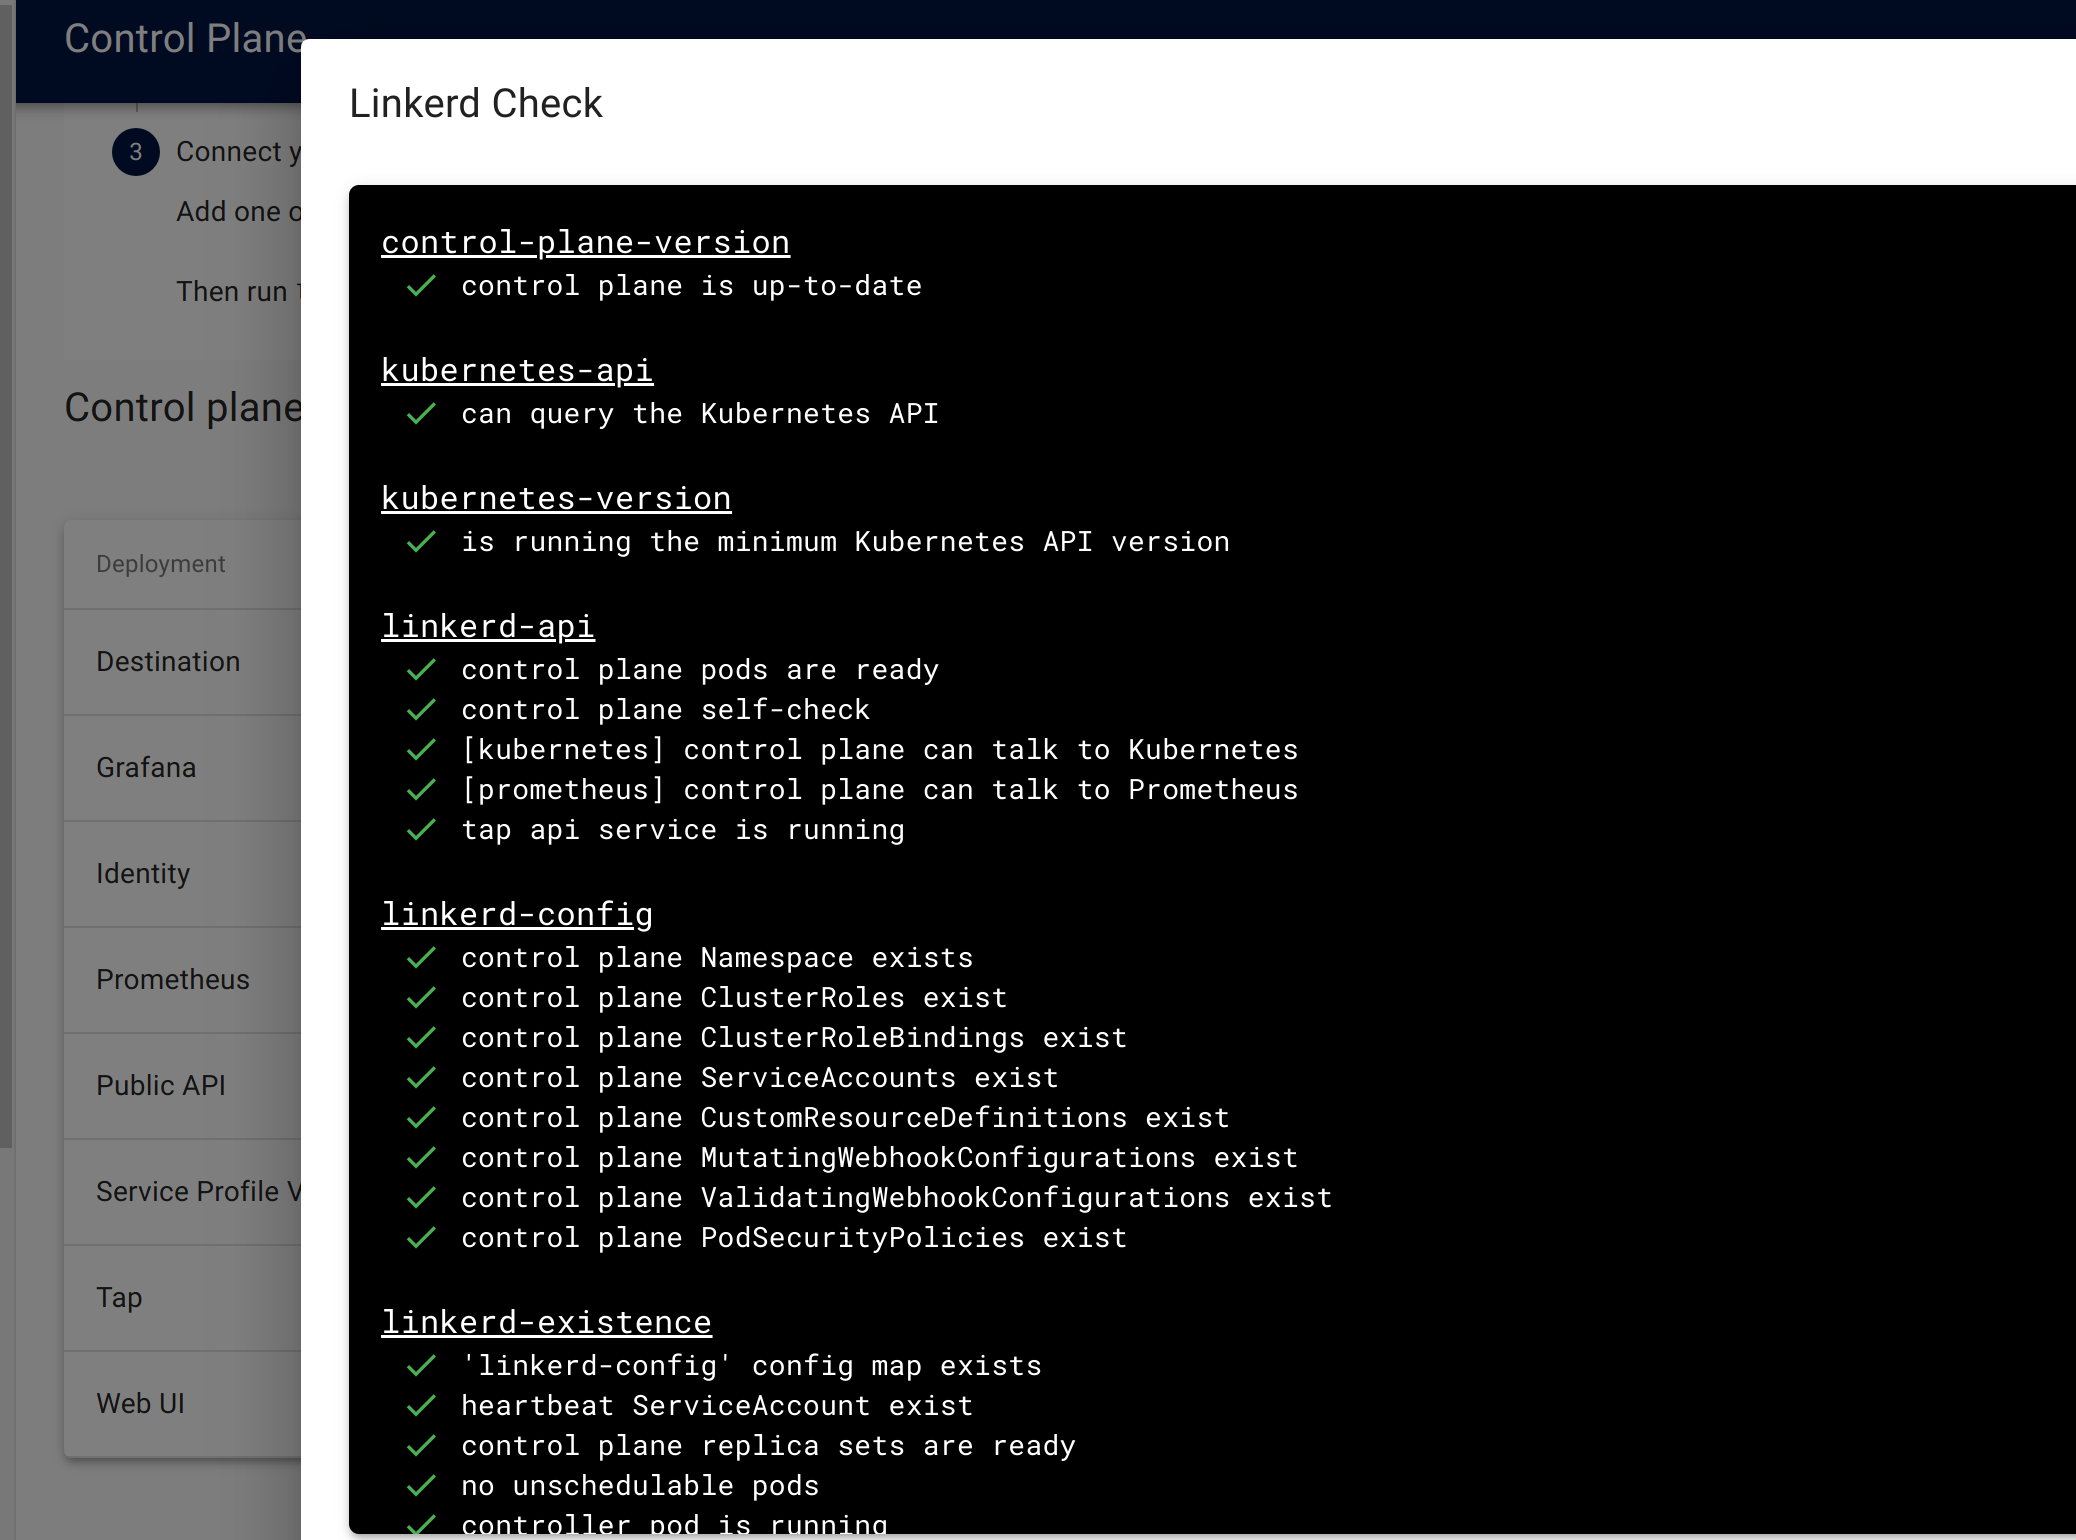 Control Plane
3
Connect y
Add one o
Then run
Control plane
Deployment
Destination
Grafana
Identity
Prometheus
Public API
Service Profile V
Tap
Web UI
Linkerd Check
control-plane-version
control plane is up-to-date
kubernetes-api
can query the Kubernetes API
kubernetes-version
is running the minimum Kubernetes API version
linkerd-api
control plane pods are ready
control plane self-check
[kubernetes] control plane can talk to Kubernetes
[prometheus] control plane can talk to Prometheus
tap api service is running
linkerd-config
control plane Namespace exists
control plane ClusterRoles exist
control plane ClusterRoleBindings exist
control plane ServiceAccounts exist
control plane CustomResourceDefinitions exist
control plane MutatingWebhookConfigurations exist
control plane ValidatingWebhookConfigurations exist
control plane PodSecurityPolicies exist
linkerd-existence
'linkerd-config' config map exists
heartbeat ServiceAccount exist
control plane replica sets are ready
no unschedulable pods
controller pod is running